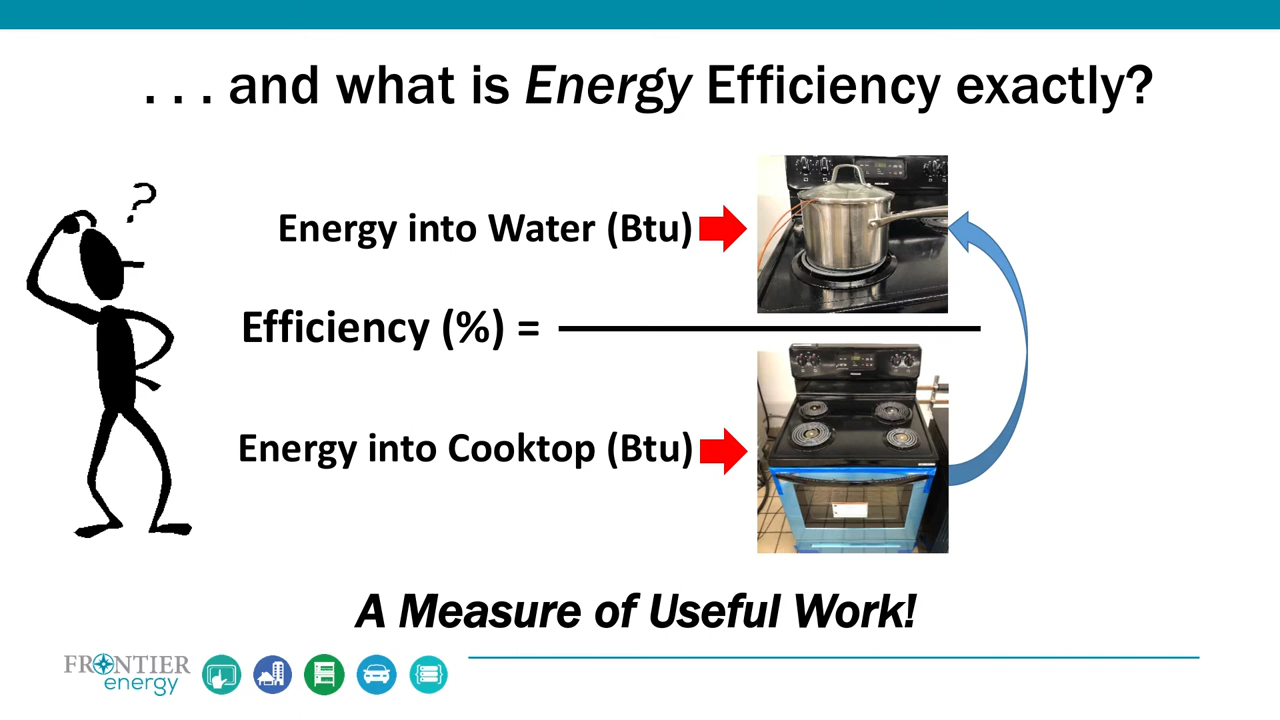 . . . and what is Energy Efficiency exactly?
?
Energy into Water (Btu)
Efficiency (%) =
Energy into Cooktop (Btu)
A Measure of Useful Work!
FRONTIER
energy